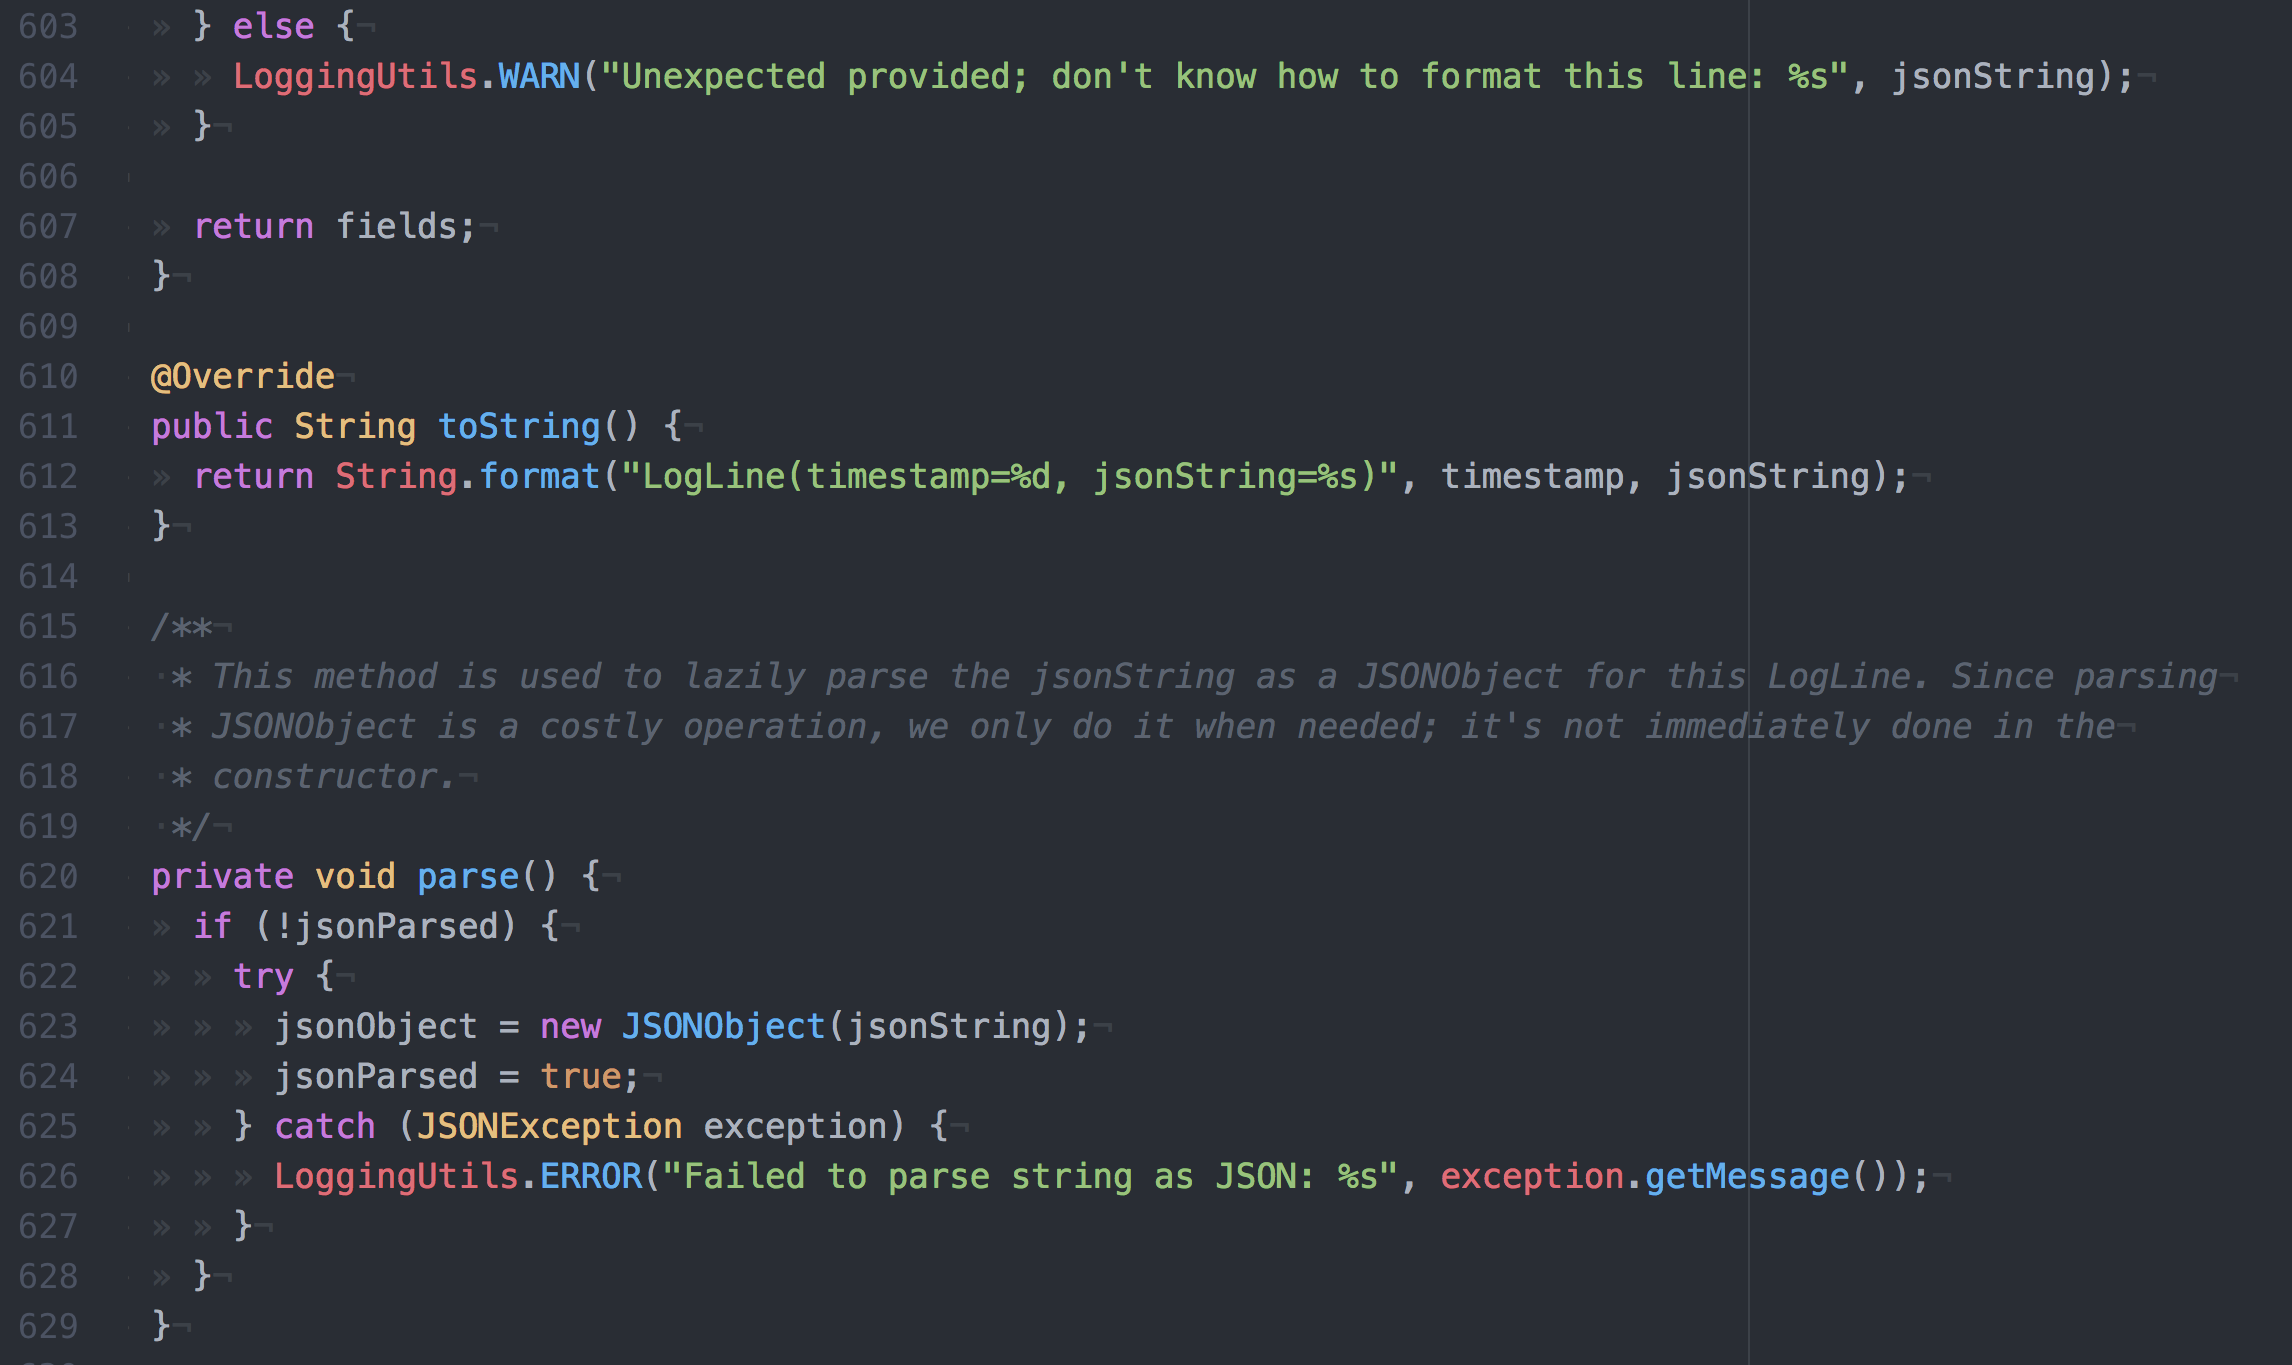 603 » } else {¬
604 » » LoggingUtils.WARN("Unexpected provided; don't know how to format this line: %s", jsonString);¬
605 » }¬
606
607 » return fields;¬
608 }¬
609
610 @Override¬
611 public String toString() {¬
612 » return String.format("LogLine(timestamp=%d, jsonString=%s)", timestamp, jsonString);¬
613 }¬
614
615 /**¬
616 ·* This method is used to lazily parse the jsonString as a JSONObject for this LogLine. Since parsing¬
617 ·* JSONObject is a costly operation, we only do it when needed; it's not immediately done in the¬
618 ·* constructor.¬
619 ·*/¬
620 private void parse() {¬
621 » if (!jsonParsed) {¬
622 » » try {¬
623 » » » jsonObject = new JSONObject(jsonString);¬
624 » » » jsonParsed = true;¬
625 » » } catch (JSONException exception) {¬
626 » » » LoggingUtils.ERROR("Failed to parse string as JSON: %s", exception.getMessage());¬
627 » » }¬
628 » }¬
629 }¬